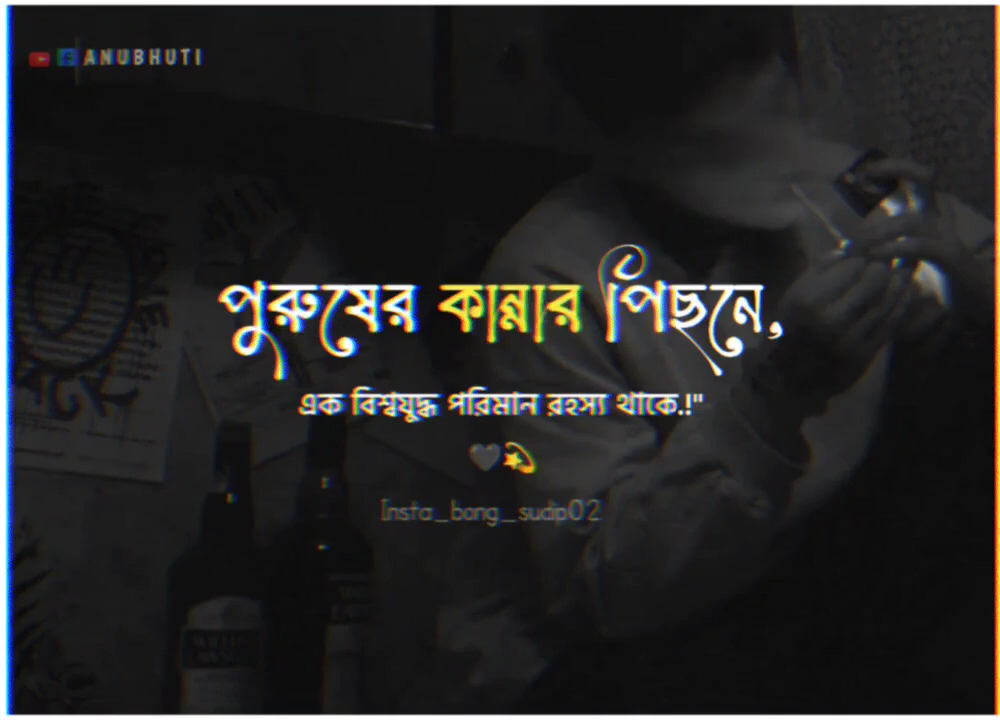 ANUBHUTI
পুরুষের কান্নার পিছনে,
এক বিশ্বযুদ্ধ পরিমান রহস্য থাকে.!"
Insta_bong_sudip02